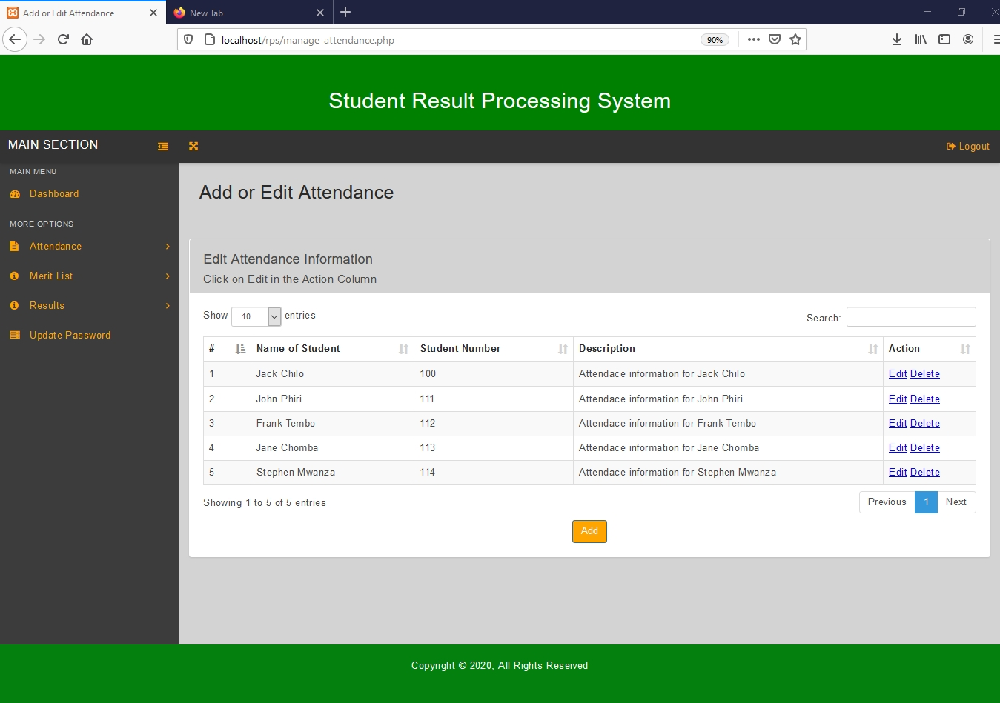 Add or Edit Attendance
New Tab
localhost/rps/manage-attendance.php
90%
Student Result Processing System
MAIN SECTION
Logout
MAIN MENU
Dashboard
MORE OPTIONS
Attendance
Merit List
Results
Update Password
Add or Edit Attendance
Edit Attendance Information
Click on Edit in the Action Column
Show 10 entries
Search:
# Name of Student Student Number Description Action
1 Jack Chilo 100 Attendace information for Jack Chilo Edit Delete
2 John Phiri 111 Attendace information for John Phiri Edit Delete
3 Frank Tembo 112 Attendace information for Frank Tembo Edit Delete
4 Jane Chomba 113 Attendace information for Jane Chomba Edit Delete
5 Stephen Mwanza 114 Attendace information for Stephen Mwanza Edit Delete
Showing 1 to 5 of 5 entries
Previous 1 Next
Add
Copyright © 2020; All Rights Reserved